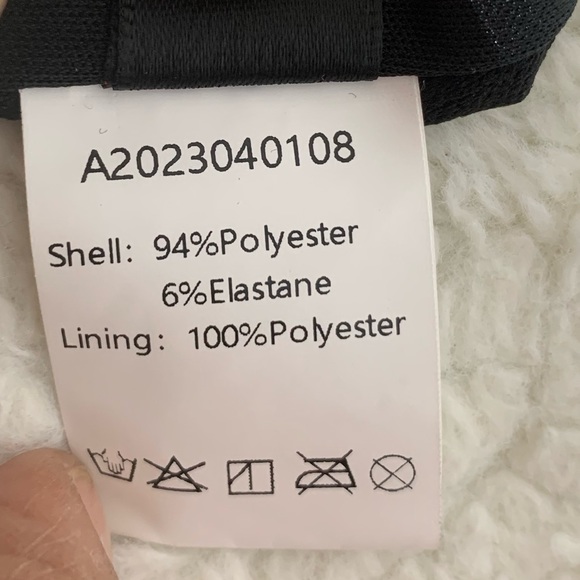 A2023040108
Shell: 94%Polyester
6%Elastane
Lining: 100%Polyester